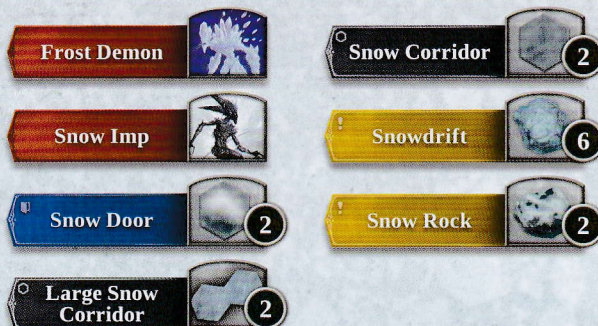 Frost Demon
Snow Imp
Snow Door
2
Large Snow
Corridor
2
Snow Corridor
2
Snowdrift
6
Snow Rock
2